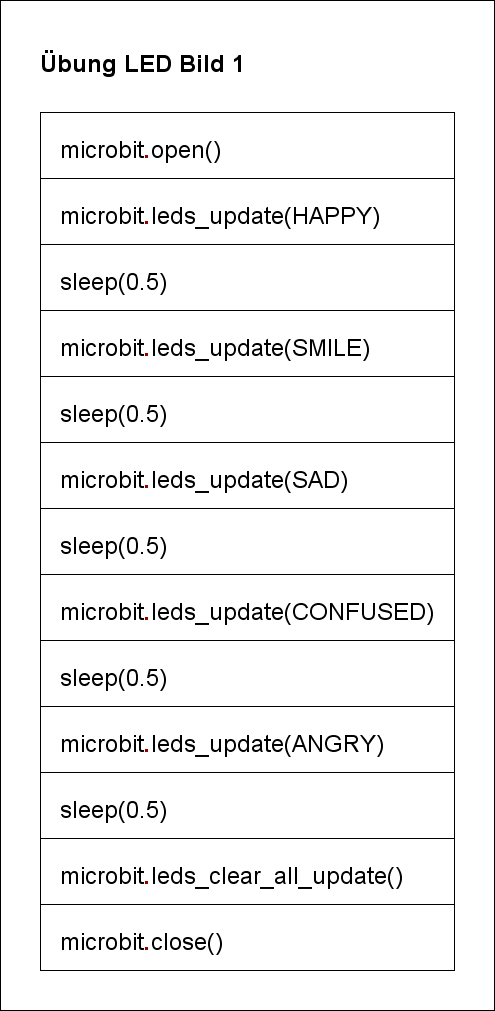 Übung LED Bild 1
microbit.open()
microbit.leds_update(HAPPY)
sleep(0.5)
microbit.leds_update(SMILE)
sleep(0.5)
microbit.leds_update(SAD)
sleep(0.5)
microbit.leds_update(CONFUSED)
sleep(0.5)
microbit.leds_update(ANGRY)
sleep(0.5)
microbit.leds_clear_all_update()
microbit.close()